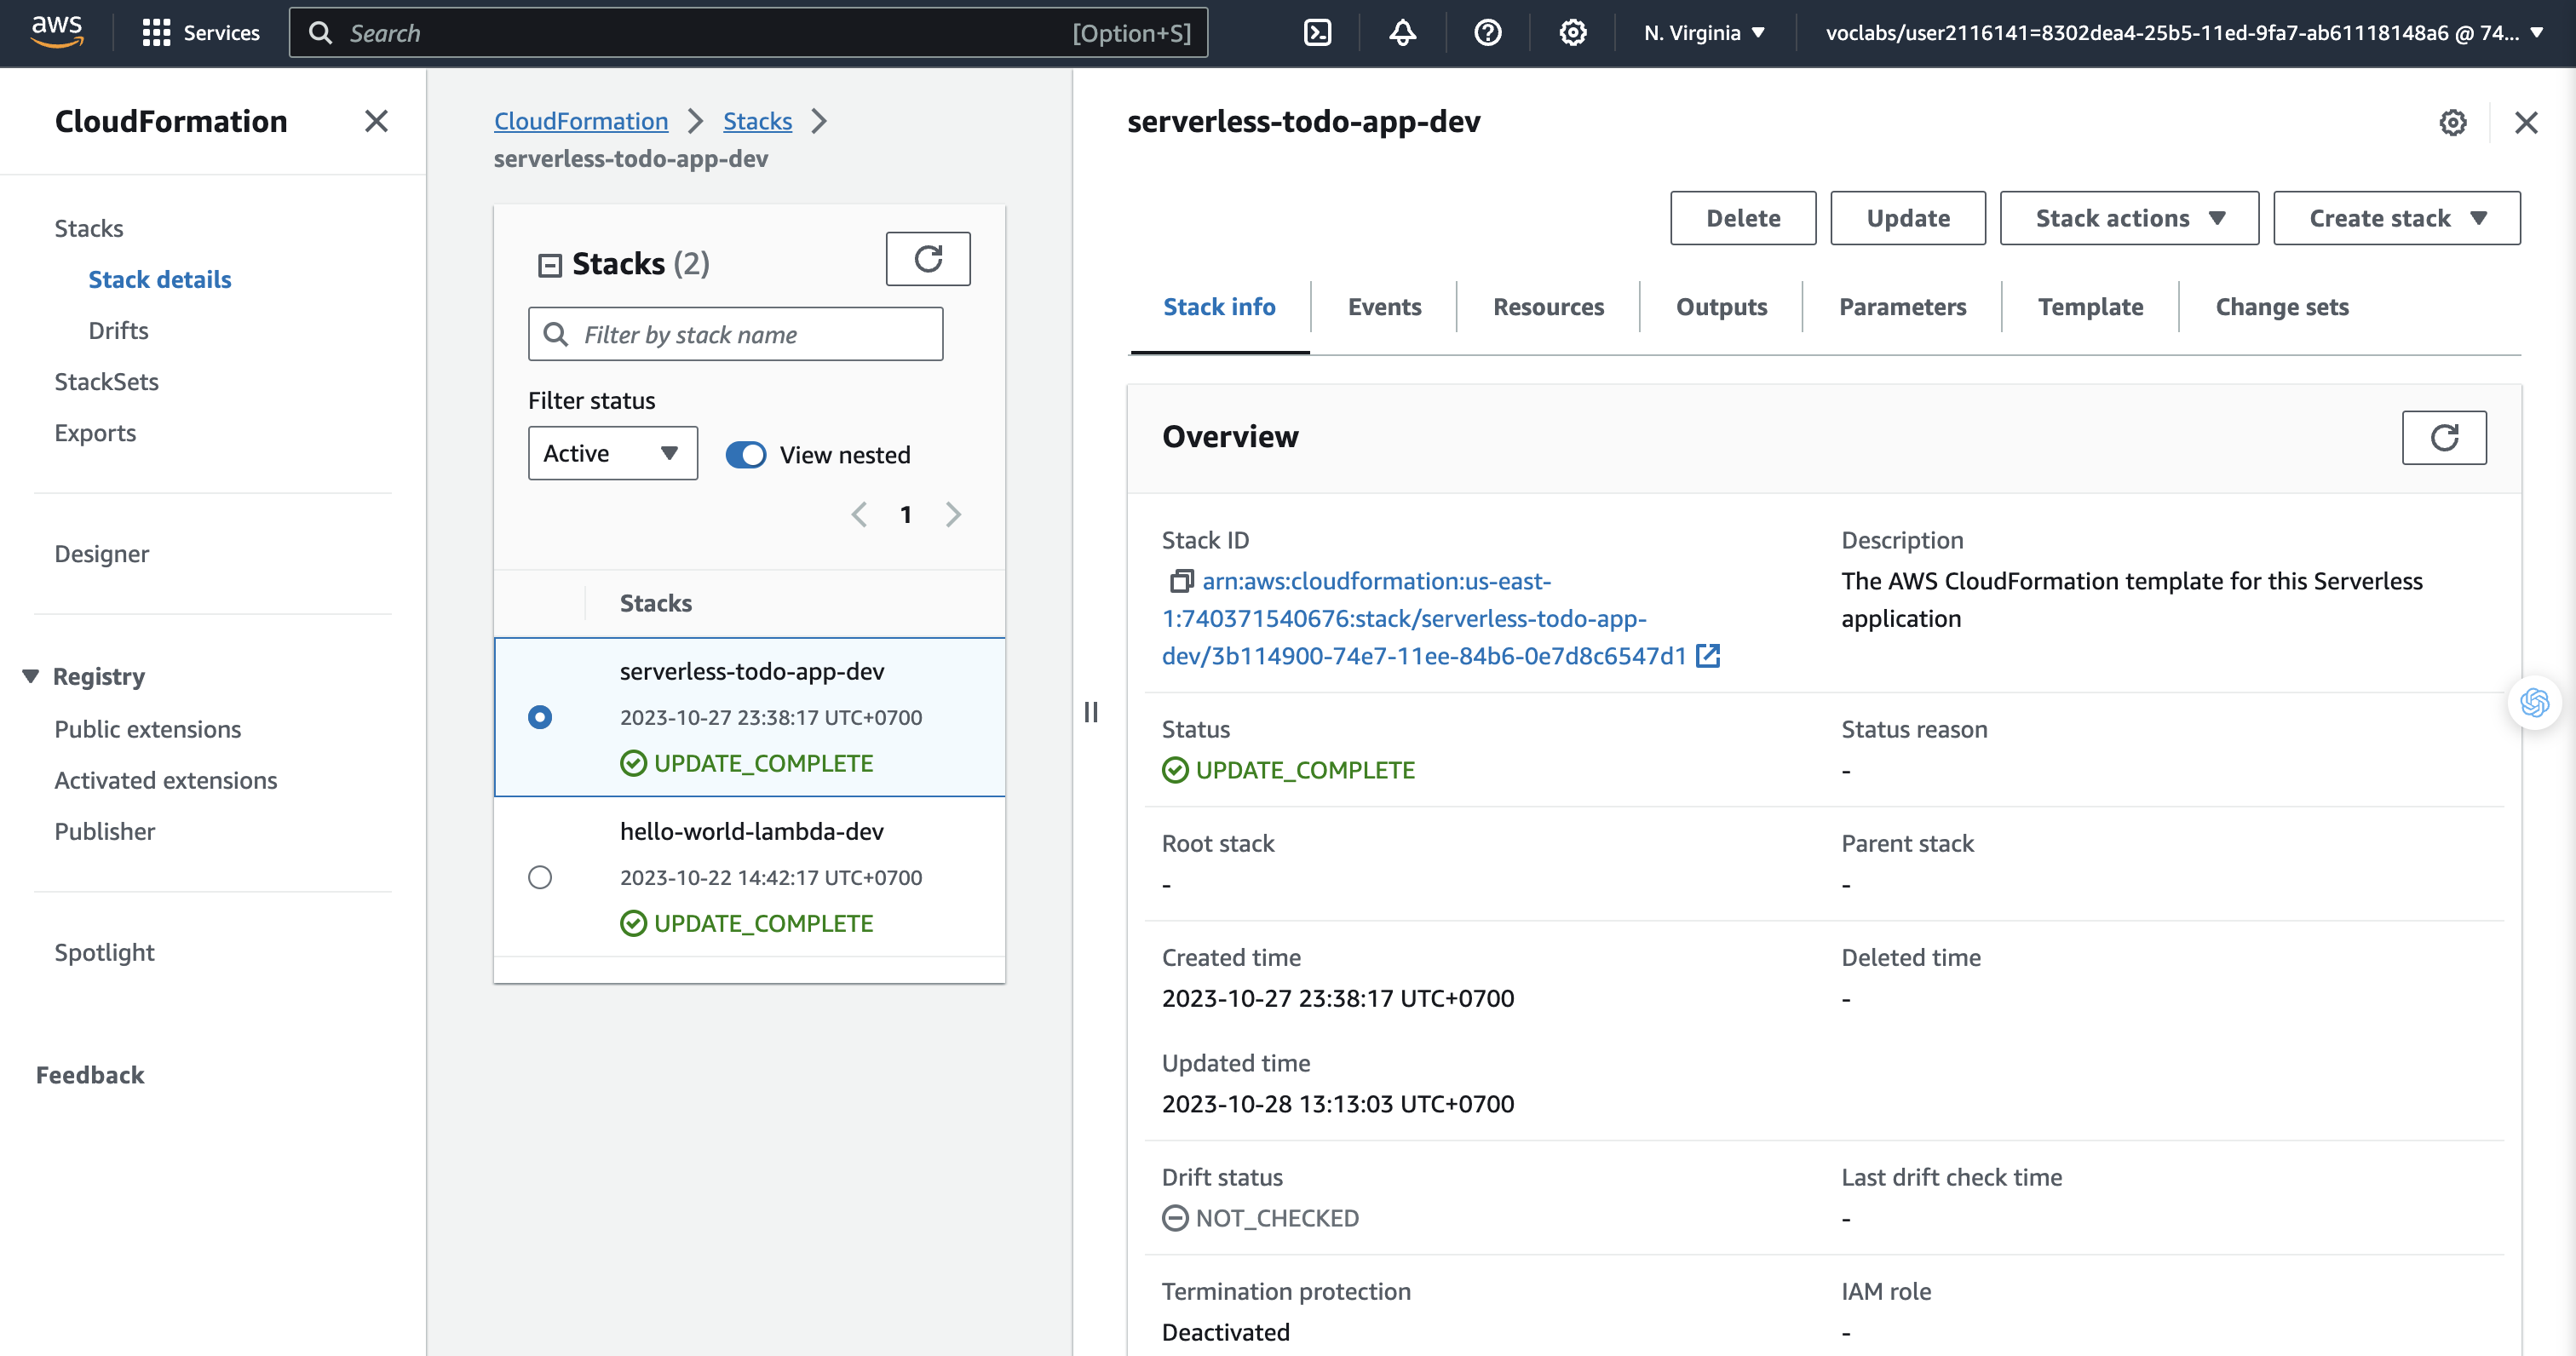 aws
Services
Search
[Option+S]
N. Virginia
voclabs/user2116141=8302dea4-25b5-11ed-9fa7-ab61118148a6 @ 74...
CloudFormation
Stacks
Stack details
Drifts
StackSets
Exports
Designer
Registry
Public extensions
Activated extensions
Publisher
Spotlight
Feedback
CloudFormation
Stacks
serverless-todo-app-dev
Stacks (2)
Filter by stack name
Filter status
Active
View nested
1
Stacks
serverless-todo-app-dev
2023-10-27 23:38:17 UTC+0700
UPDATE_COMPLETE
hello-world-lambda-dev
2023-10-22 14:42:17 UTC+0700
UPDATE_COMPLETE
serverless-todo-app-dev
Delete
Update
Stack actions
Create stack
Stack info
Events
Resources
Outputs
Parameters
Template
Change sets
Overview
Stack ID
arn:aws:cloudformation:us-east-
1:740371540676:stack/serverless-todo-app-
dev/3b114900-74e7-11ee-84b6-0e7d8c6547d1
Description
The AWS CloudFormation template for this Serverless
application
Status
UPDATE_COMPLETE
Status reason
-
Root stack
-
Parent stack
-
Created time
2023-10-27 23:38:17 UTC+0700
Deleted time
-
Updated time
2023-10-28 13:13:03 UTC+0700
Drift status
NOT_CHECKED
Last drift check time
-
Termination protection
Deactivated
IAM role
-